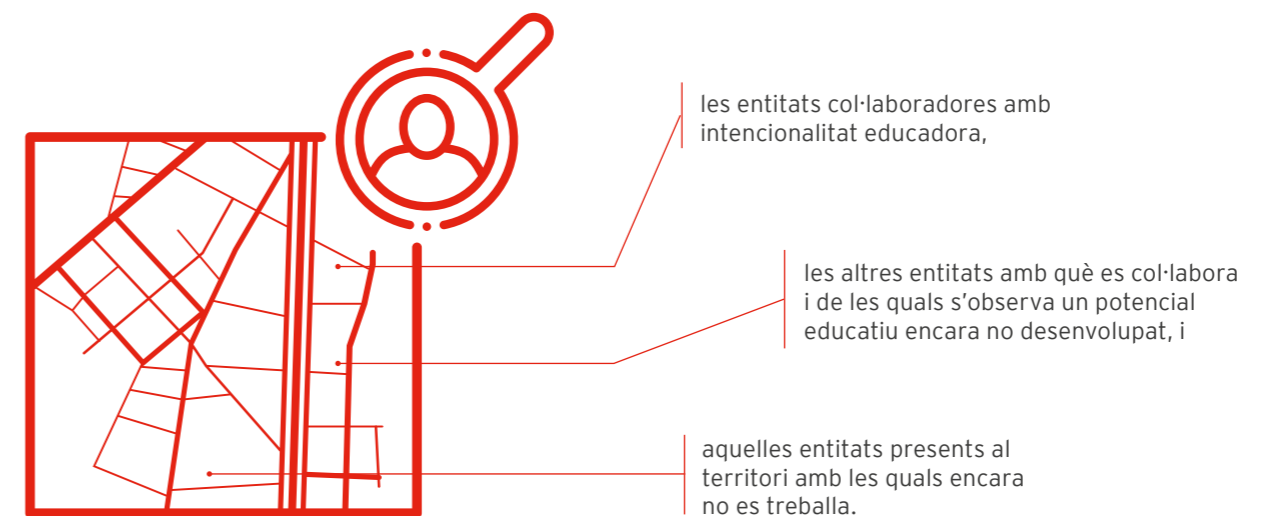 les entitats col·laboradores amb
intencionalitat educadora,
les altres entitats amb què es col·labora
i de les quals s’observa un potencial
educatiu encara no desenvolupat, i
aquelles entitats presents al
territori amb les quals encara
no es treballa.